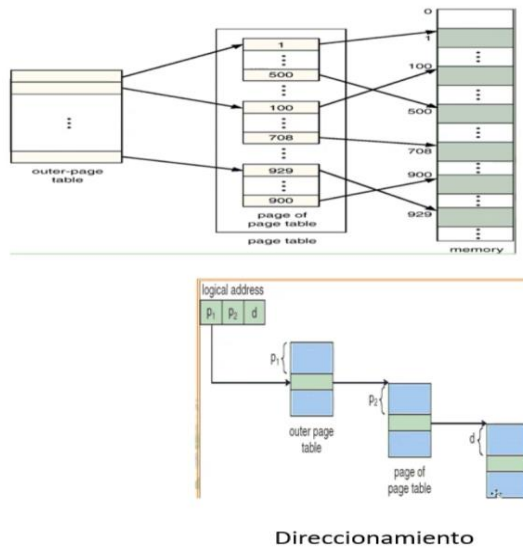 0
1
1
⋮
⋮
500
100
⋮
100
500
⋮
⋮
708
708
⋮
⋮
929
900
⋮
⋮
900
929
⋮
outer-page
table
page of
page table
page table
memory
logical address
p1 p2 d
p1
outer page
table
p2
page of
page table
d
Direccionamiento